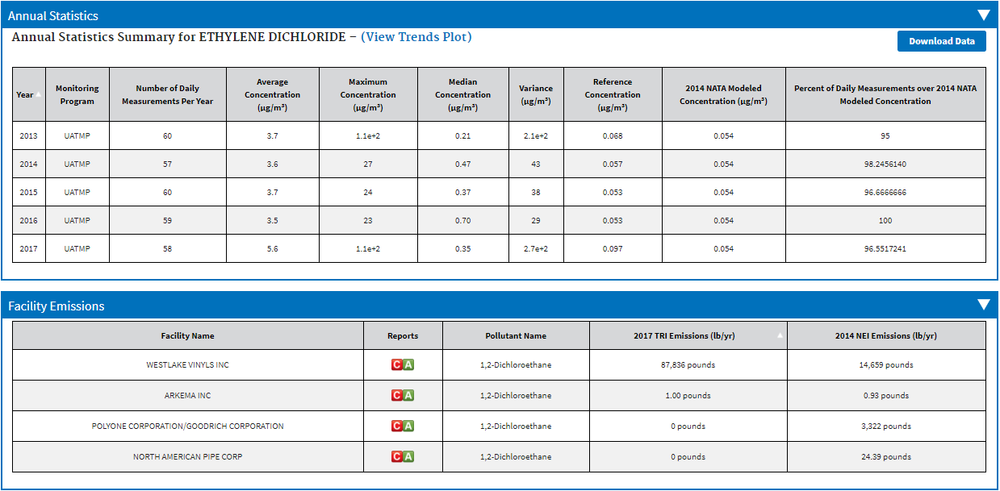 Annual Statistics
Annual Statistics Summary for ETHYLENE DICHLORIDE – (View Trends Plot)
Download Data
Year Monitoring Program Number of Daily Measurements Per Year Average Concentration (µg/m³) Maximum Concentration (µg/m³) Median Concentration (µg/m³) Variance (µg/m³) Reference Concentration (µg/m³) 2014 NATA Modeled Concentration (µg/m³) Percent of Daily Measurements over 2014 NATA Modeled Concentration
2013 UATMP 60 3.7 1.1e+2 0.21 2.1e+2 0.068 0.054 95
2014 UATMP 57 3.6 27 0.47 43 0.057 0.054 98.2456140
2015 UATMP 60 3.7 24 0.37 38 0.053 0.054 96.6666666
2016 UATMP 59 3.5 23 0.70 29 0.053 0.054 100
2017 UATMP 58 5.6 1.1e+2 0.35 2.7e+2 0.097 0.054 96.5517241
Facility Emissions
Facility Name Reports Pollutant Name 2017 TRI Emissions (lb/yr) 2014 NEI Emissions (lb/yr)
WESTLAKE VINYLS INC C A 1,2-Dichloroethane 87,836 pounds 14,659 pounds
ARKEMA INC C A 1,2-Dichloroethane 1.00 pounds 0.93 pounds
POLYONE CORPORATION/GOODRICH CORPORATION C A 1,2-Dichloroethane 0 pounds 3,322 pounds
NORTH AMERICAN PIPE CORP C A 1,2-Dichloroethane 0 pounds 24.39 pounds